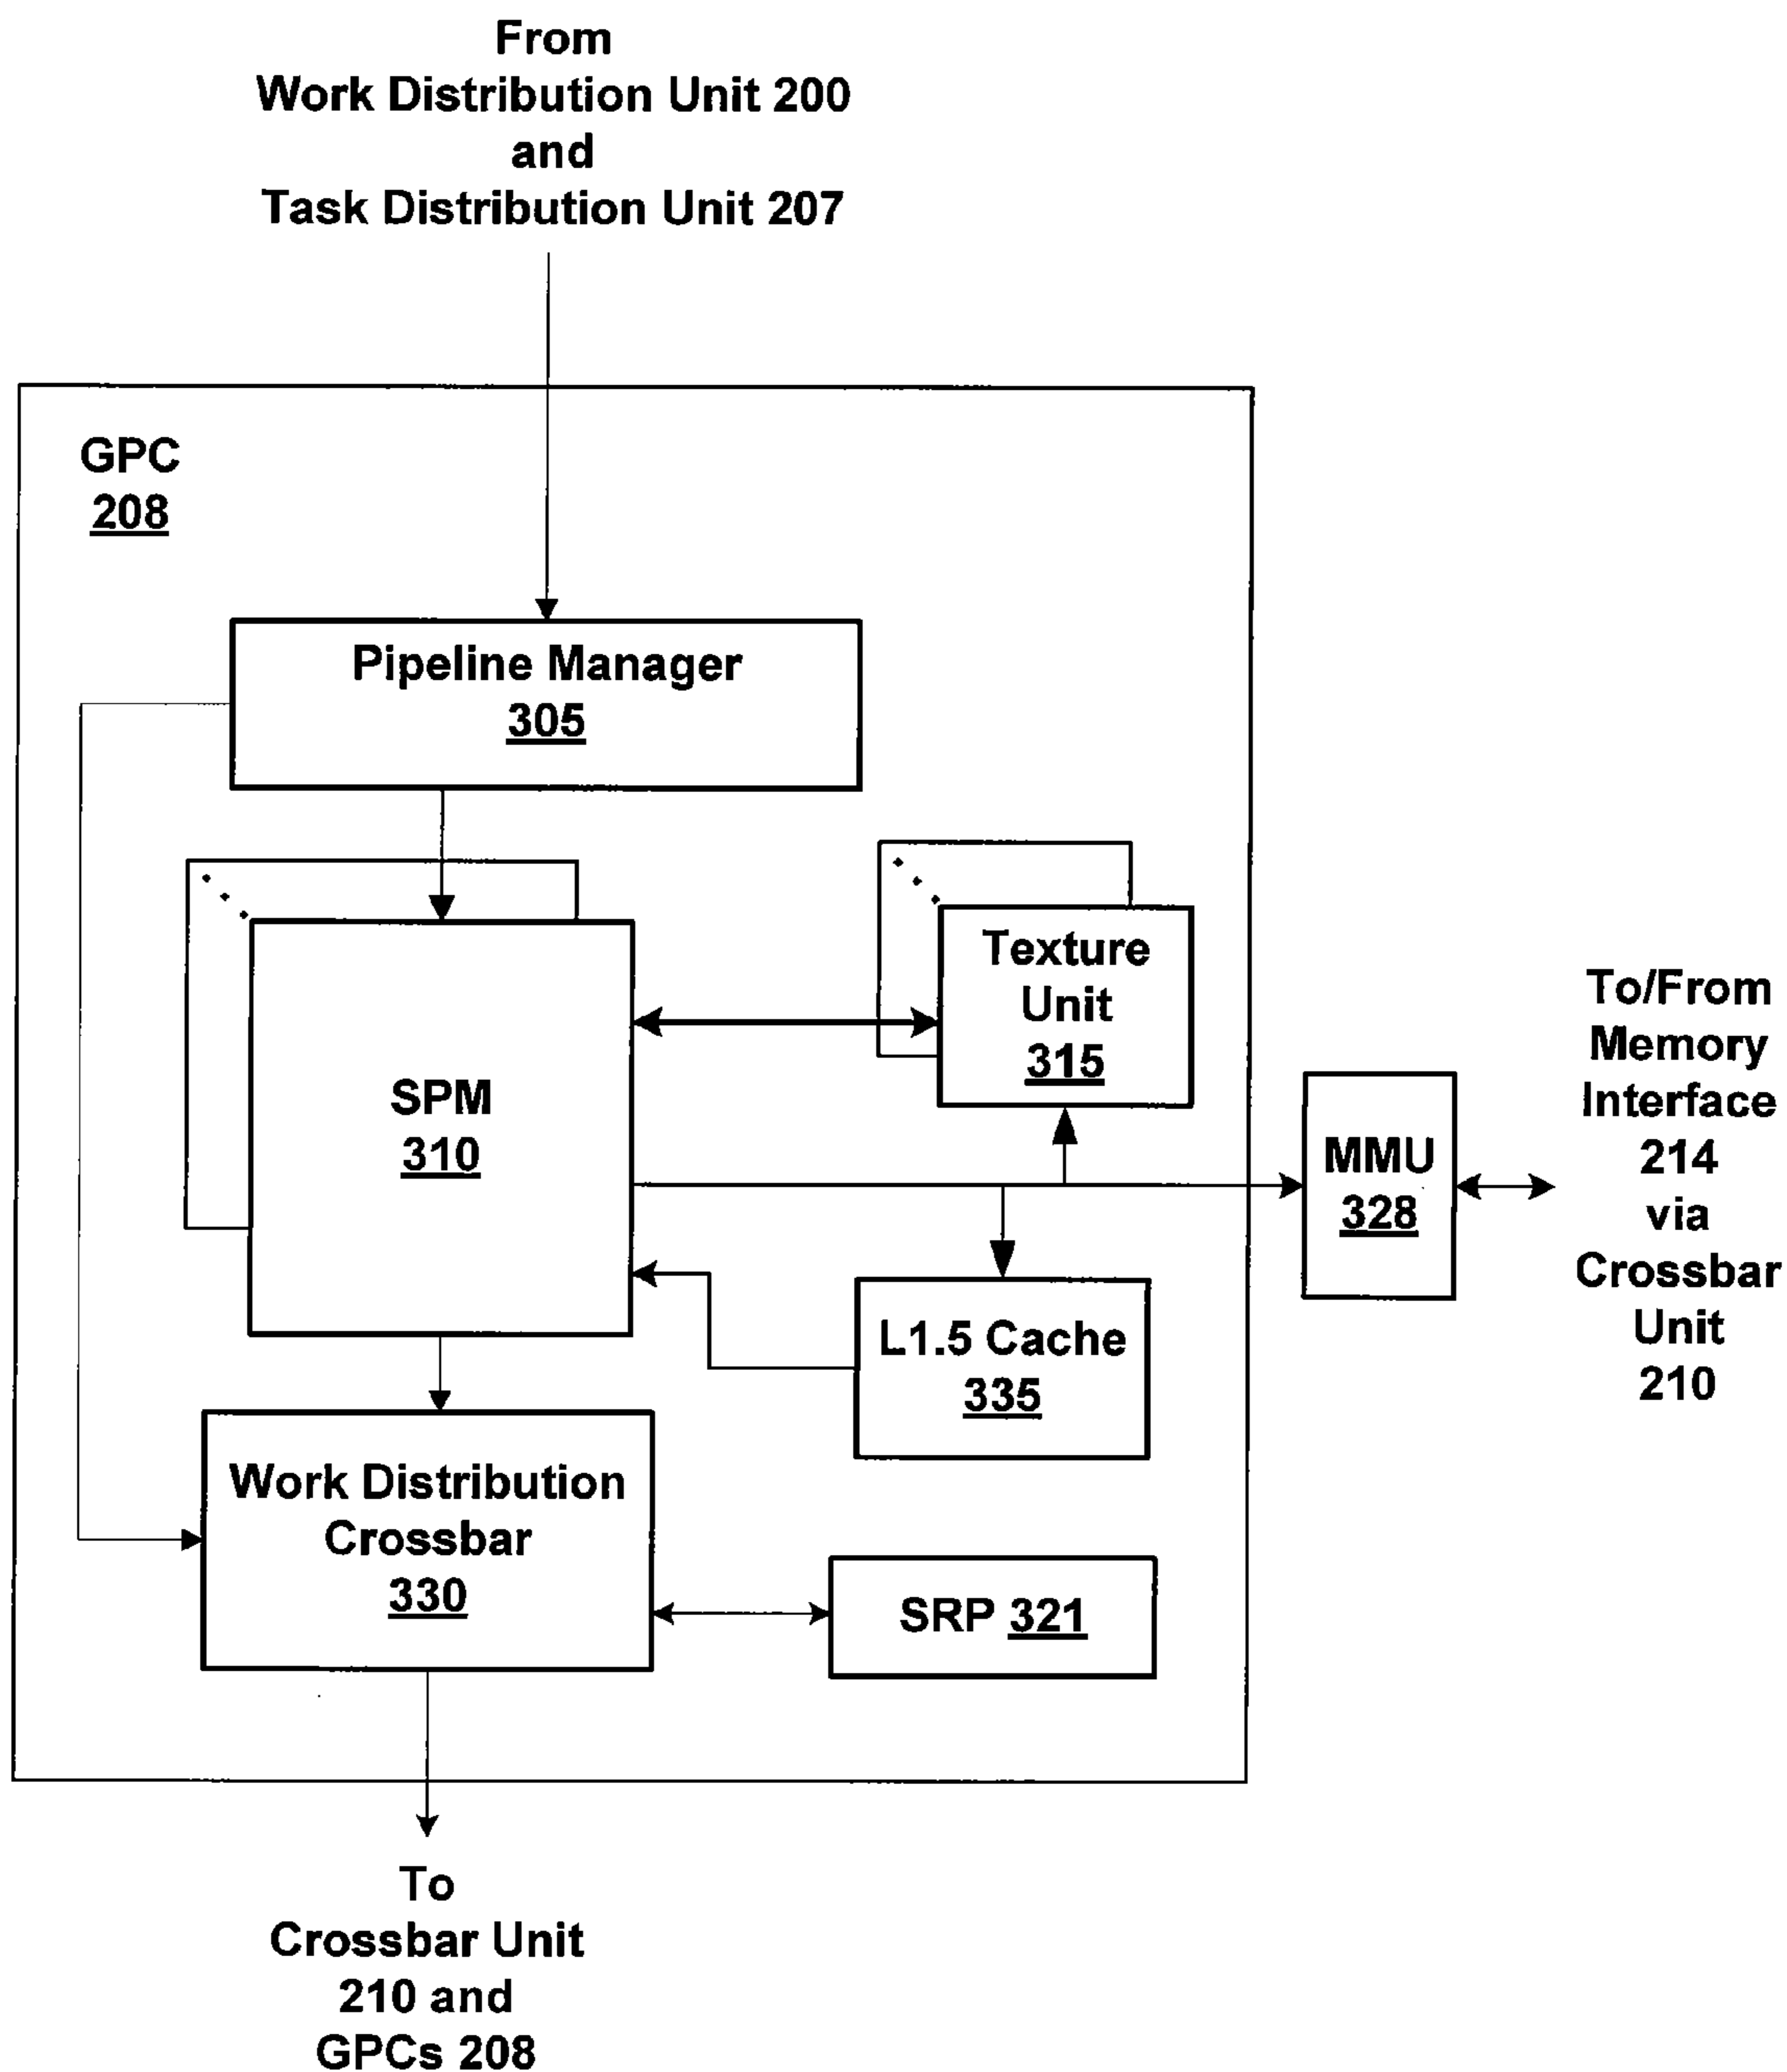 From
Work Distribution Unit 200
and
Task Distribution Unit 207
GPC
208
Pipeline Manager
305
Texture
Unit
315
SPM
310
To/From
Memory
Interface
214
via
Crossbar
Unit
210
MMU
328
L1.5 Cache
335
Work Distribution
Crossbar
330
SRP 321
To
Crossbar Unit
210 and
GPCs 208